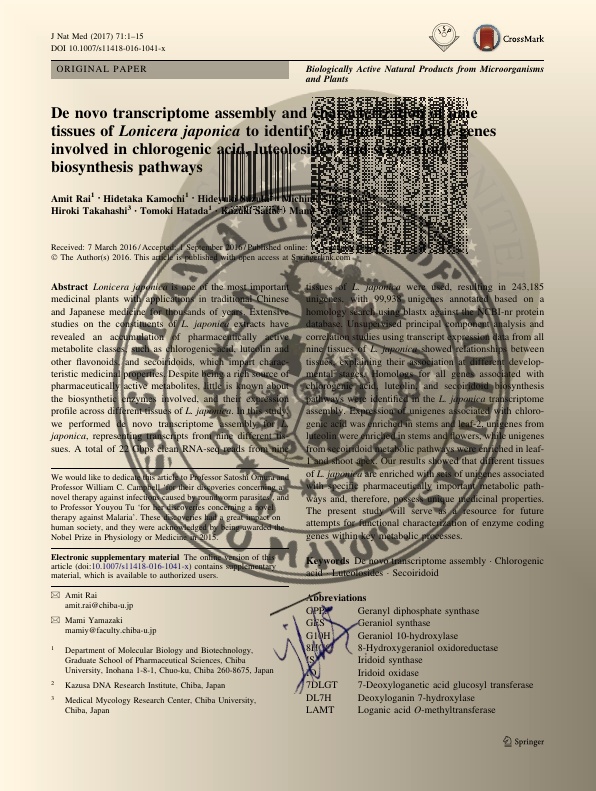 J Nat Med (2017) 71:1–15
DOI 10.1007/s11418-016-1041-x
CrossMark
ORIGINAL PAPER
Biologically Active Natural Products from Microorganisms
and Plants
De novo transcriptome assembly and characterization of nine
tissues of Lonicera japonica to identify genes
involved in chlorogenic acid, luteolosides, and
biosynthesis pathways
Amit Rai1 · Hidetaka Kamochi1 ·
Hiroki Takahashi3 · Tomoki Hatada1 · Kazuki Saito1 ·
Received: 7 March 2016 / Accepted: 1 September 2016 / Published online:
© The Author(s) 2016. This article is published with open access at Springerlink.com
Abstract Lonicera japonica is one of the most important
medicinal plants with applications in traditional Chinese
and Japanese medicine for thousands of years. Extensive
studies on the constituents of L. japonica extracts have
revealed an accumulation of pharmaceutically active
metabolite classes, such as chlorogenic acid, luteolin and
other flavonoids, and secoiridoids, which impart charac-
teristic medicinal properties. Despite being a rich source of
pharmaceutically active metabolites, little is known about
the biosynthetic enzymes involved, and their expression
profile across different tissues of L. japonica. In this study,
we performed de novo transcriptome assembly for L.
japonica, representing transcripts from nine different tis-
sues. A total of 22 Gbps clean RNA-seq reads from nine
We would like to dedicate this article to Professor Satoshi Ōmura and
Professor William C. Campbell 'for their discoveries concerning a
novel therapy against infections caused by roundworm parasites', and
to Professor Youyou Tu 'for her discoveries concerning a novel
therapy against Malaria'. These discoveries had a great impact on
human society, and they were acknowledged by being awarded the
Nobel Prize in Physiology or Medicine in 2015.
Electronic supplementary material The online version of this
article (doi:10.1007/s11418-016-1041-x) contains supplementary
material, which is available to authorized users.
Amit Rai
amit.rai@chiba-u.jp
Mami Yamazaki
mamiy@faculty.chiba-u.jp
1 Department of Molecular Biology and Biotechnology,
Graduate School of Pharmaceutical Sciences, Chiba
University, Inohana 1-8-1, Chuo-ku, Chiba 260-8675, Japan
2 Kazusa DNA Research Institute, Chiba, Japan
3 Medical Mycology Research Center, Chiba University,
Chiba, Japan
tissues of L. japonica were used, resulting in 243,185
unigenes, with 99,938 unigenes annotated based on a
homology search using blastx against the NCBI-nr protein
database. Unsupervised principal component analysis and
correlation studies using transcript expression data from all
nine tissues of L. japonica showed relationships between
tissues, explaining their association at different develop-
mental stages. Homologs for all genes associated with
chlorogenic acid, luteolin, and secoiridoid biosynthesis
pathways were identified in the L. japonica transcriptome
assembly. Expression of unigenes associated with chloro-
genic acid was enriched in stems and leaf-2, unigenes from
luteolin were enriched in stems and flowers, while unigenes
from secoiridoid metabolic pathways were enriched in leaf-
1 and shoot apex. Our results showed that different tissues
of L. japonica are enriched with sets of unigenes associated
with specific pharmaceutically important metabolic path-
ways and, therefore, possess unique medicinal properties.
The present study will serve as a resource for future
attempts for functional characterization of enzyme coding
genes within key metabolic processes.
Keywords De novo transcriptome assembly · Chlorogenic
acid · Luteolosides · Secoiridoid
Abbreviations
GPPS Geranyl diphosphate synthase
GES Geraniol synthase
G10H Geraniol 10-hydroxylase
8HGO 8-Hydroxygeraniol oxidoreductase
IS Iridoid synthase
IO Iridoid oxidase
7DLGT 7-Deoxyloganetic acid glucosyl transferase
DL7H Deoxyloganin 7-hydroxylase
LAMT Loganic acid O-methyltransferase
Springer